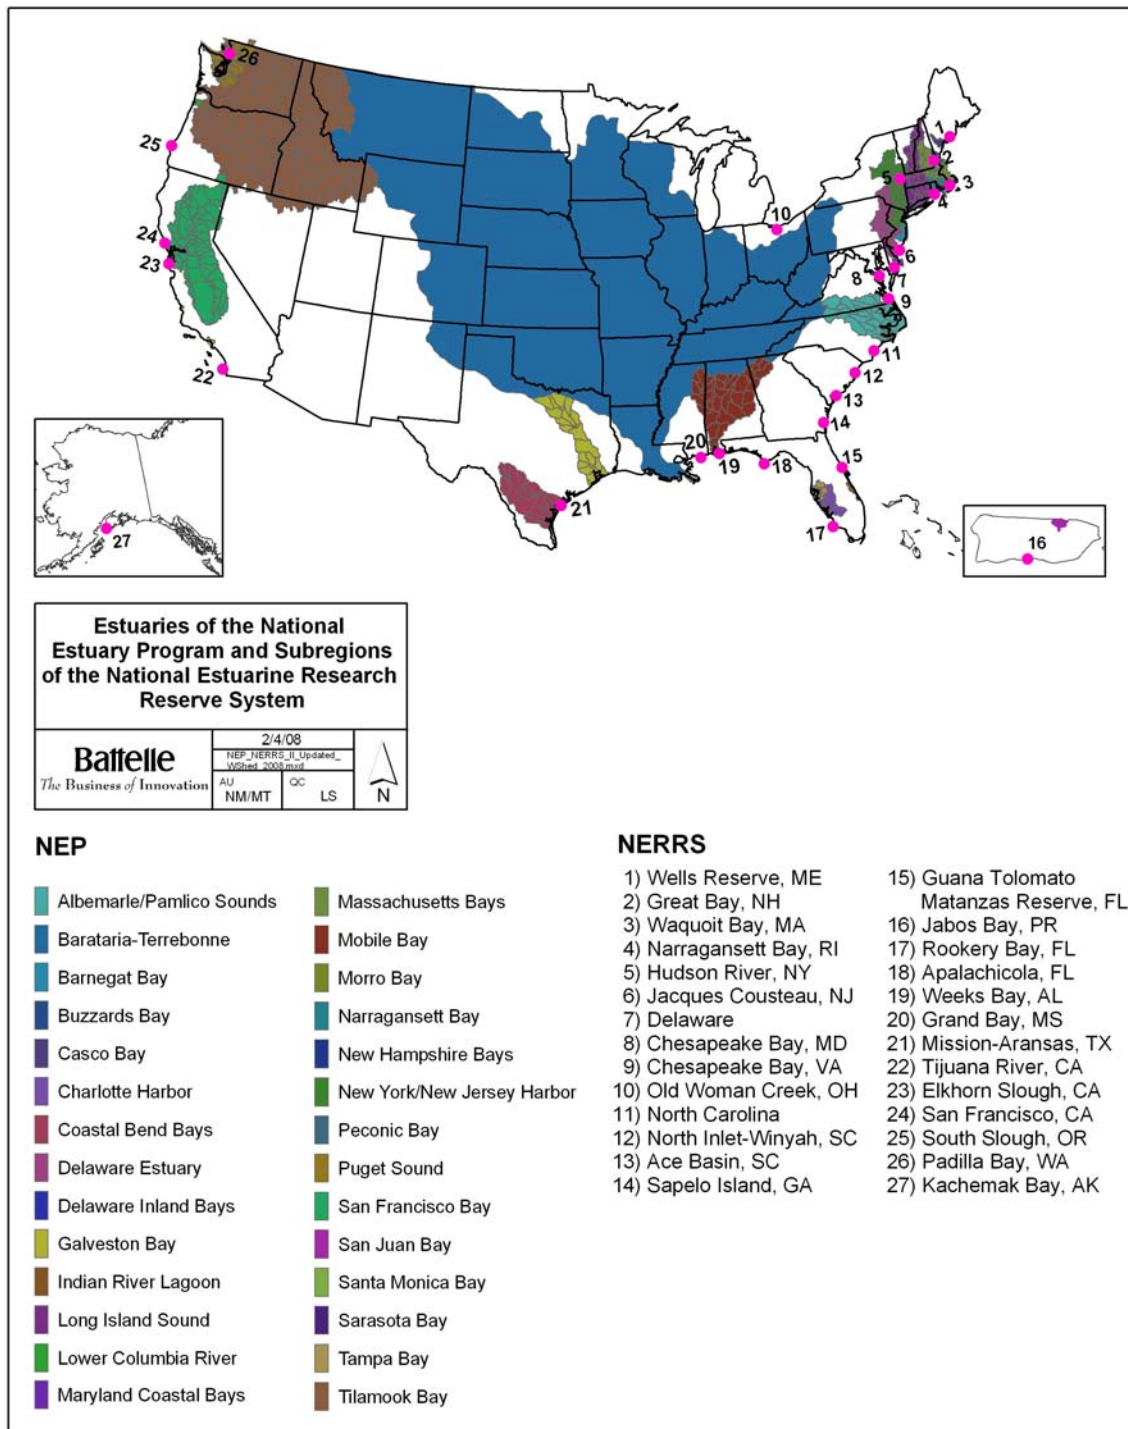 26
25
24
23
22
27
10
1
2
3
5
4
6
8
7
9
11
12
13
14
15
20
19
18
21
17
16
Estuaries of the National
Estuary Program and Subregions
of the National Estuarine Research
Reserve System
Battelle
The Business of Innovation
2/4/08
NEP_NERRS_II_Updated_
WShed_2008.mxd
AU
NM/MT
QC
LS
N
NEP
Albemarle/Pamlico Sounds
Barataria-Terrebonne
Barnegat Bay
Buzzards Bay
Casco Bay
Charlotte Harbor
Coastal Bend Bays
Delaware Estuary
Delaware Inland Bays
Galveston Bay
Indian River Lagoon
Long Island Sound
Lower Columbia River
Maryland Coastal Bays
Massachusetts Bays
Mobile Bay
Morro Bay
Narragansett Bay
New Hampshire Bays
New York/New Jersey Harbor
Peconic Bay
Puget Sound
San Francisco Bay
San Juan Bay
Santa Monica Bay
Sarasota Bay
Tampa Bay
Tilamook Bay
NERRS
1) Wells Reserve, ME
2) Great Bay, NH
3) Waquoit Bay, MA
4) Narragansett Bay, RI
5) Hudson River, NY
6) Jacques Cousteau, NJ
7) Delaware
8) Chesapeake Bay, MD
9) Chesapeake Bay, VA
10) Old Woman Creek, OH
11) North Carolina
12) North Inlet-Winyah, SC
13) Ace Basin, SC
14) Sapelo Island, GA
15) Guana Tolomato
Matanzas Reserve, FL
16) Jabos Bay, PR
17) Rookery Bay, FL
18) Apalachicola, FL
19) Weeks Bay, AL
20) Grand Bay, MS
21) Mission-Aransas, TX
22) Tijuana River, CA
23) Elkhorn Slough, CA
24) San Francisco, CA
25) South Slough, OR
26) Padilla Bay, WA
27) Kachemak Bay, AK